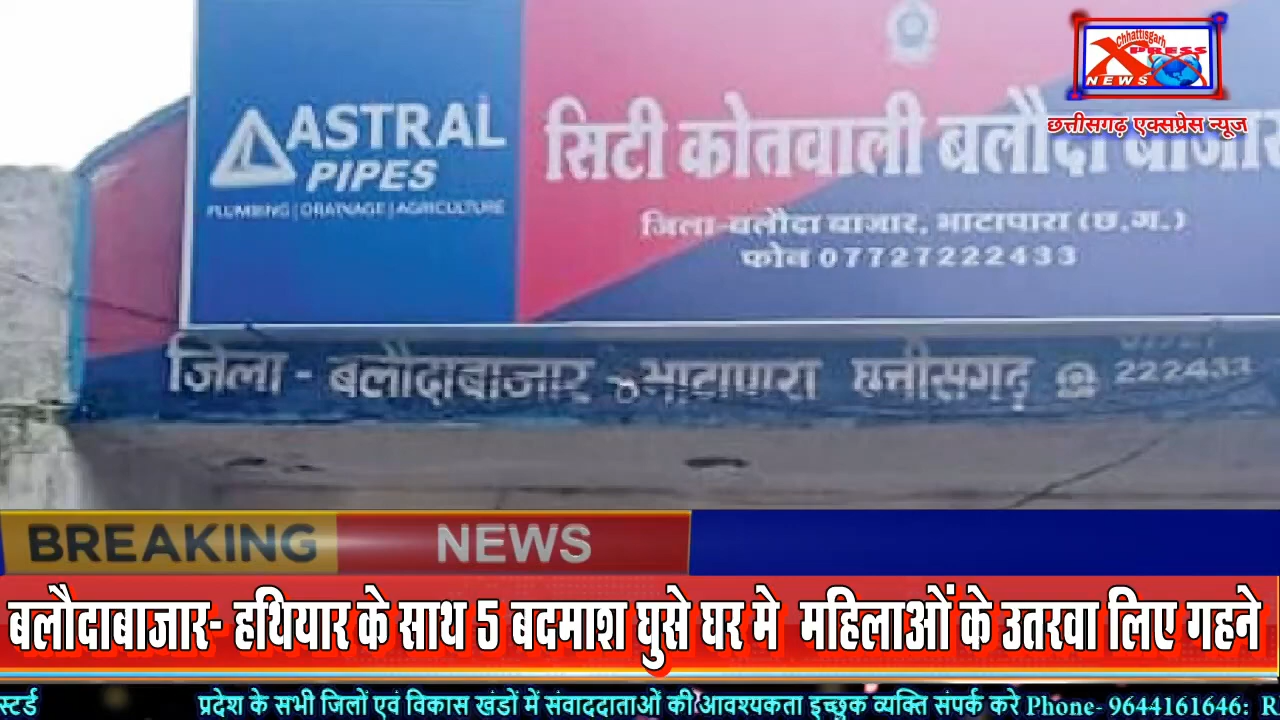 Chhattisgarh
XPRESS
NEWS
छत्तीसगढ़ एक्सप्रेस न्यूज
ASTRAL
PIPES
PLUMBING | DRAINAGE | AGRICULTURE
सिटी कोतवाली बलौदा बाजार
जिला-बलौदा बाजार, भाटापारा (छ.ग.)
फोन 07727222433
जिला - बलौदाबाजार - भाटापारा छत्तीसगढ़ 222433
BREAKING NEWS
बलौदाबाजार- हथियार के साथ 5 बदमाश घुसे घर मे महिलाओं के उतरवा लिए गहने
स्टर्ड प्रदेश के सभी जिलों एवं विकास खंडों में संवाददाताओं की आवश्यकता इच्छुक व्यक्ति संपर्क करे Phone- 9644161646: R